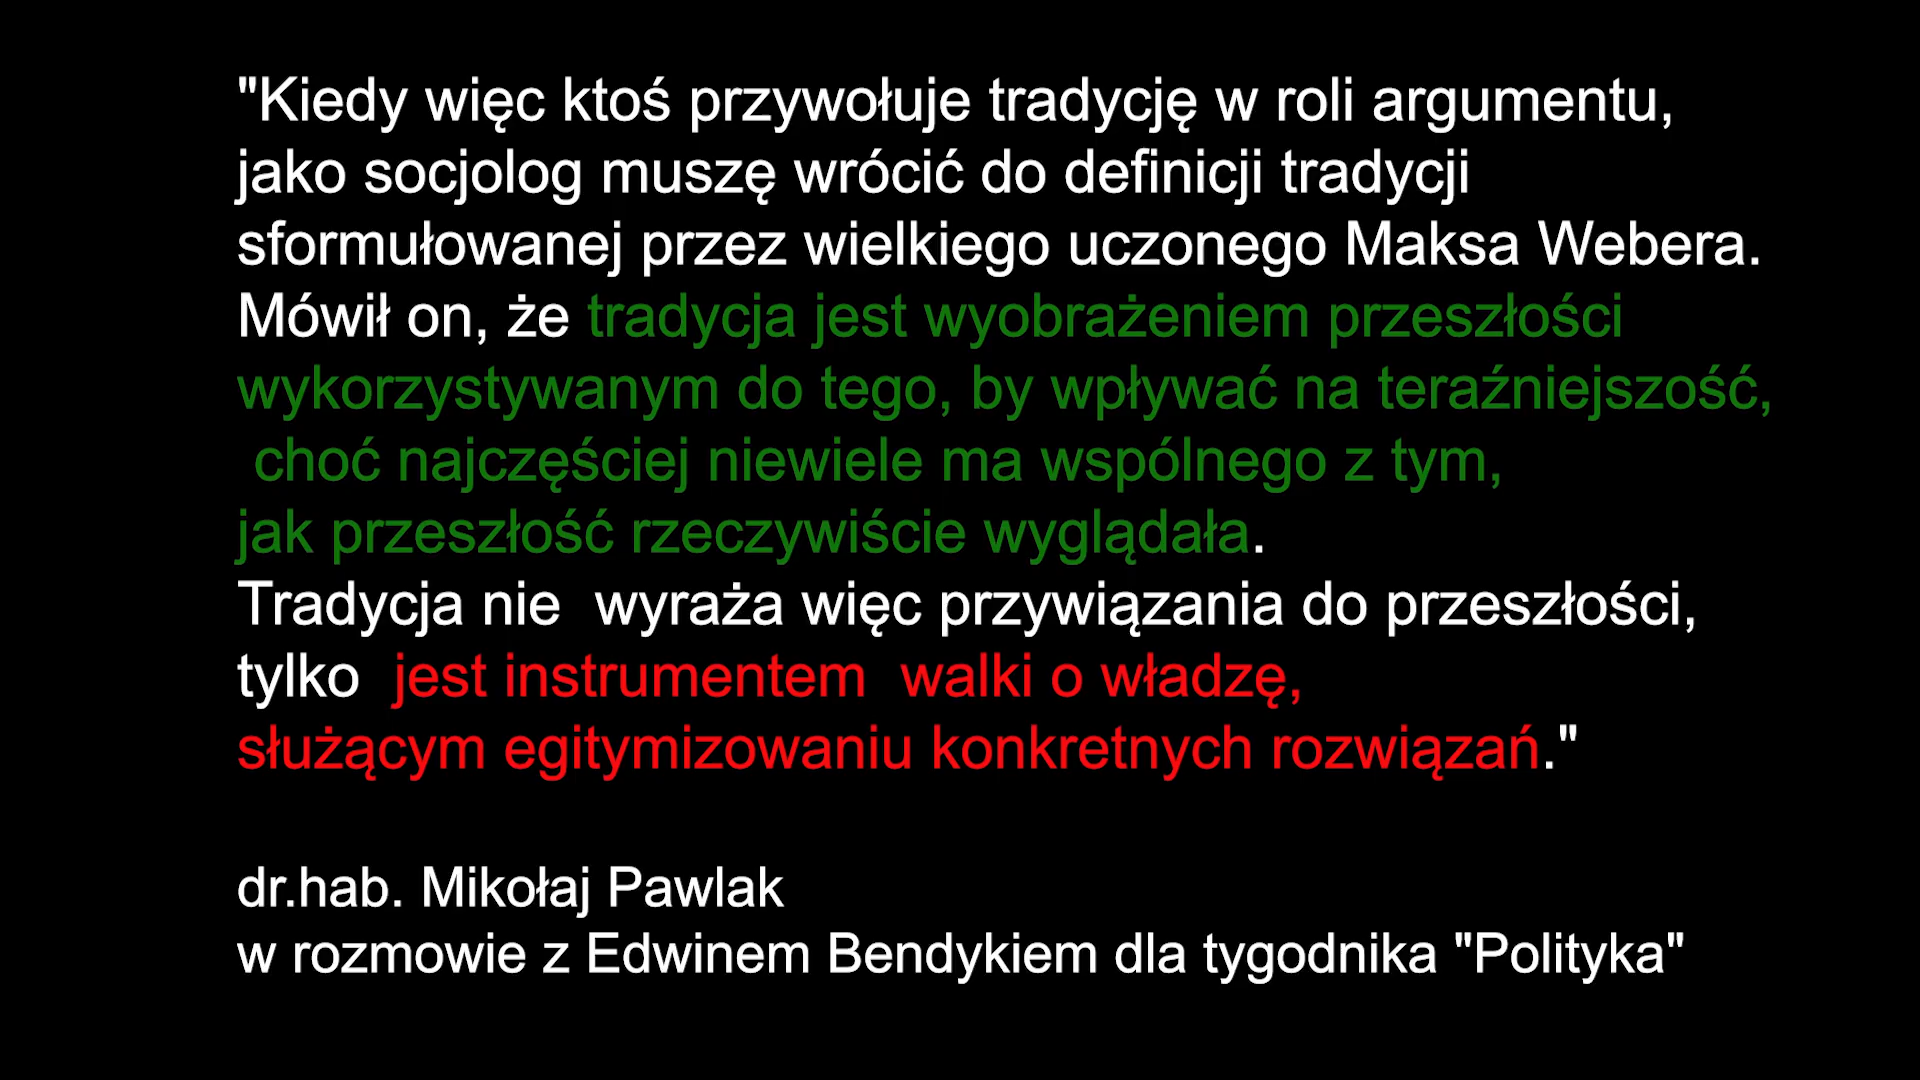 "Kiedy więc ktoś przywołuje tradycję w roli argumentu,
jako socjolog muszę wrócić do definicji tradycji
sformułowanej przez wielkiego uczonego Maksa Webera.
Mówił on, że tradycja jest wyobrażeniem przeszłości
wykorzystywanym do tego, by wpływać na teraźniejszość,
choć najczęściej niewiele ma wspólnego z tym,
jak przeszłość rzeczywiście wyglądała.
Tradycja nie  wyraża więc przywiązania do przeszłości,
tylko  jest instrumentem  walki o władzę,
służącym egitymizowaniu konkretnych rozwiązań."
dr.hab. Mikołaj Pawlak
w rozmowie z Edwinem Bendykiem dla tygodnika "Polityka"